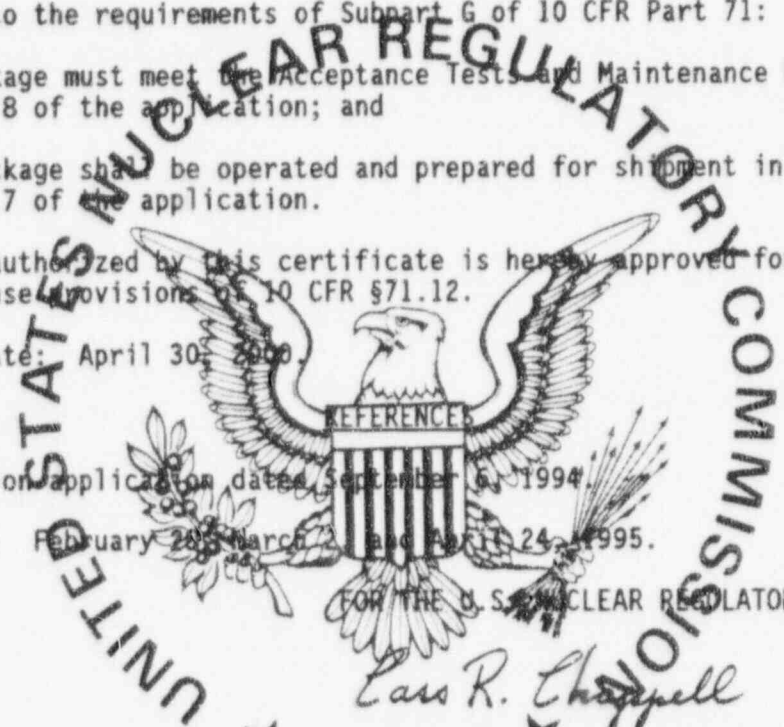 o the requirements of Subpart G of 10 CFR Part 71:
age must meet the Acceptance Tests and Maintenance
8 of the application; and
kage shall be operated and prepared for shipment in
7 of the application.
uthorized by this certificate is hereby approved fo
use provisions of 10 CFR §71.12.
te: April 30, 2000.
REFERENCES
on application dated September 6, 1994.
February 28, March 2, and April 24, 1995.
FOR THE U.S. NUCLEAR REGULATO
Cass R. Chappell
UNITED STATES NUCLEAR REGULATORY COMMISSION